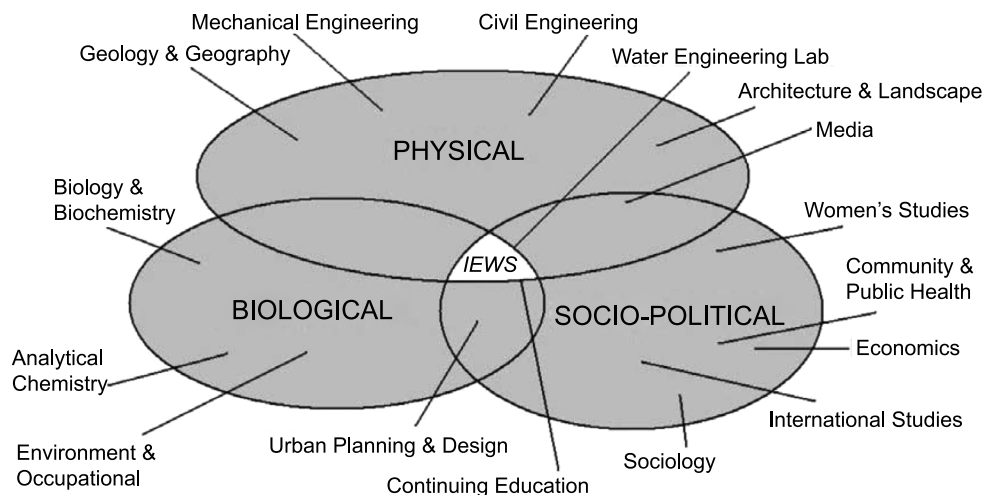 Mechanical Engineering
Civil Engineering
Geology & Geography
Water Engineering Lab
Architecture & Landscape
Media
PHYSICAL
Biology &
Biochemistry
Women's Studies
IEWS
Community &
Public Health
BIOLOGICAL
SOCIO-POLITICAL
Economics
Analytical
Chemistry
International Studies
Environment &
Occupational
Urban Planning & Design
Sociology
Continuing Education